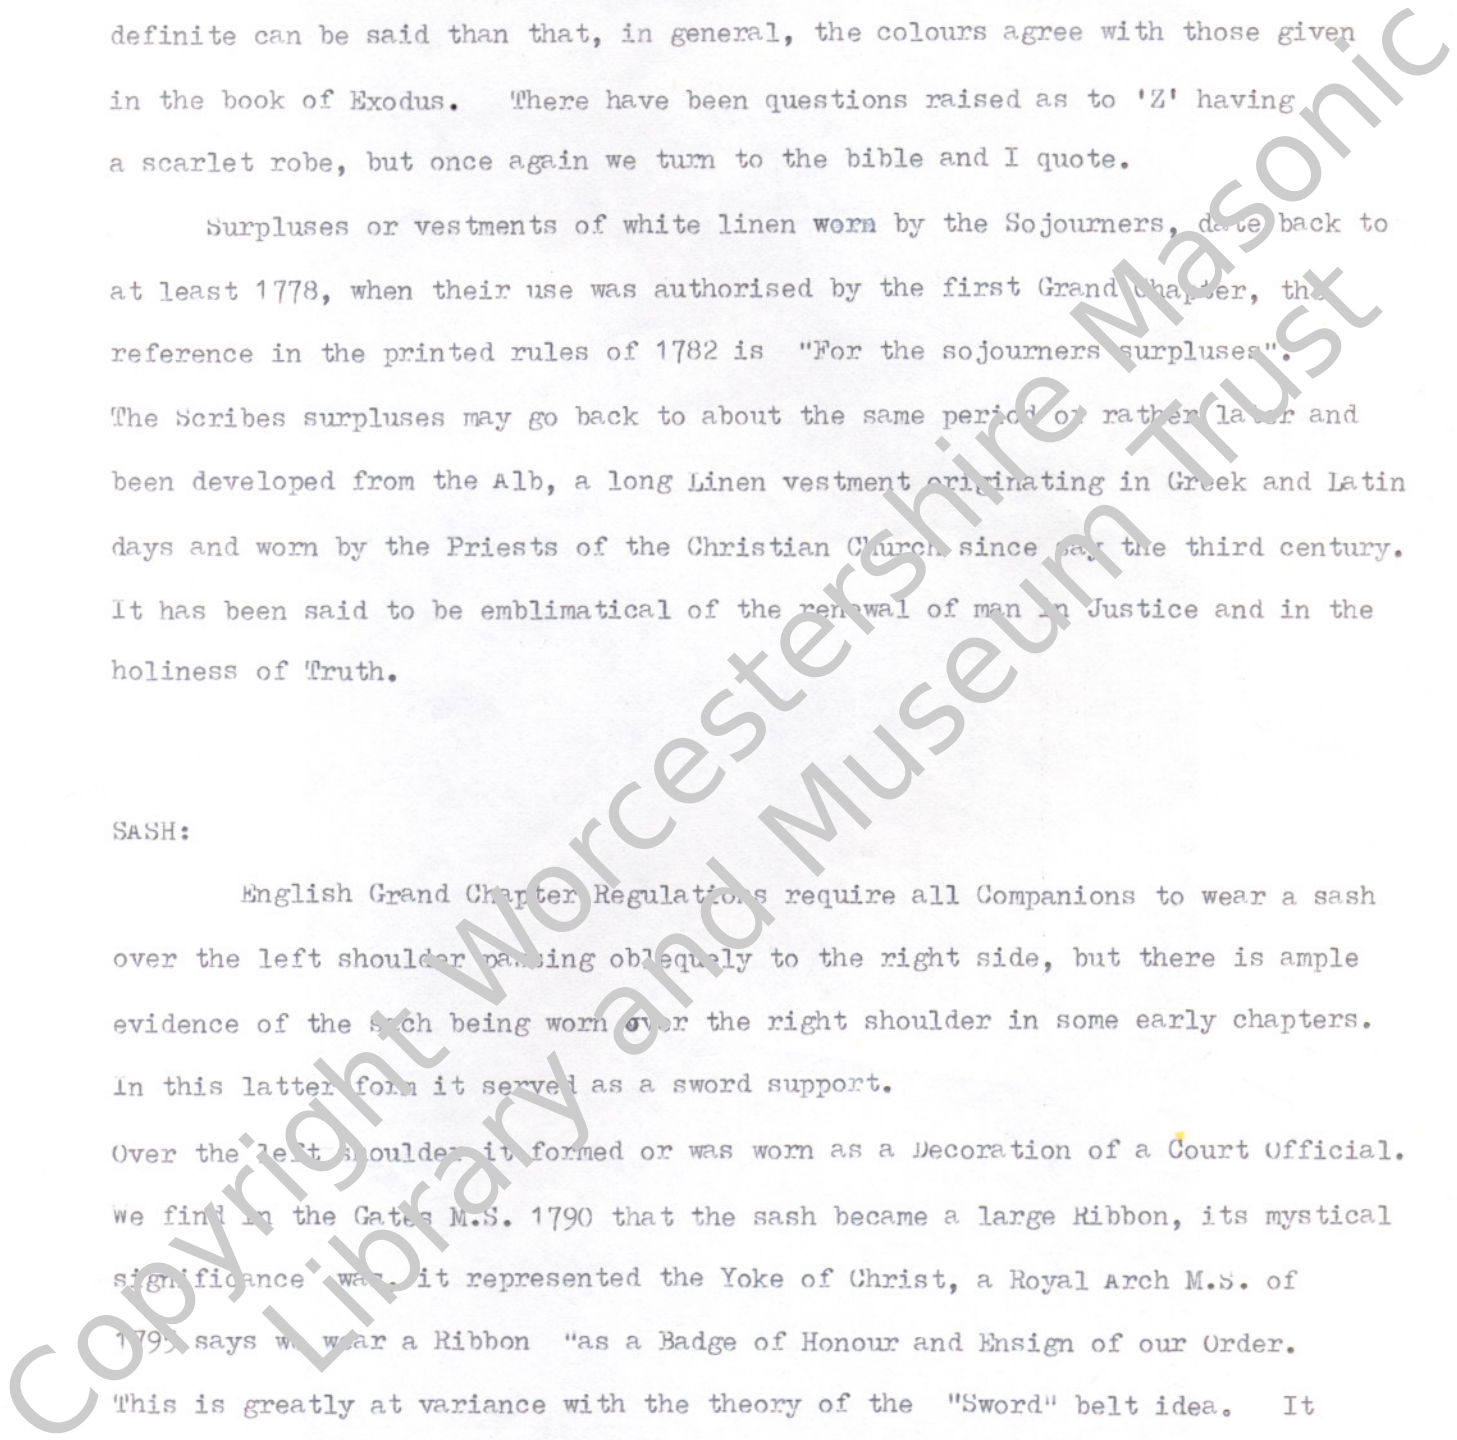 definite can be said than that, in general, the colours agree with those given
in the book of Exodus. There have been questions raised as to 'Z' having
a scarlet robe, but once again we turn to the bible and I quote.
Surpluses or vestments of white linen worn by the Sojourners, date back to
at least 1778, when their use was authorised by the first Grand Chapter, the
reference in the printed rules of 1782 is "For the sojourners surpluses".
The Scribes surpluses may go back to about the same period or rather later and
been developed from the Alb, a long Linen vestment originating in Greek and Latin
days and worn by the Priests of the Christian Church since say the third century.
It has been said to be emblimatical of the renewal of man in Justice and in the
holiness of Truth.
SASH:
English Grand Chapter Regulations require all Companions to wear a sash
over the left shoulder passing oblequely to the right side, but there is ample
evidence of the such being worn over the right shoulder in some early chapters.
In this latter form it served as a sword support.
Over the left shoulder it formed or was worn as a Decoration of a Court Official.
We find in the Gates M.S. 1790 that the sash became a large Ribbon, its mystical
significance was, it represented the Yoke of Christ, a Royal Arch M.S. of
says we wear a Ribbon "as a Badge of Honour and Ensign of our Order.
This is greatly at variance with the theory of the "Sword" belt idea. It
Copyright Worcestershire Masonic
Library and Museum Trust